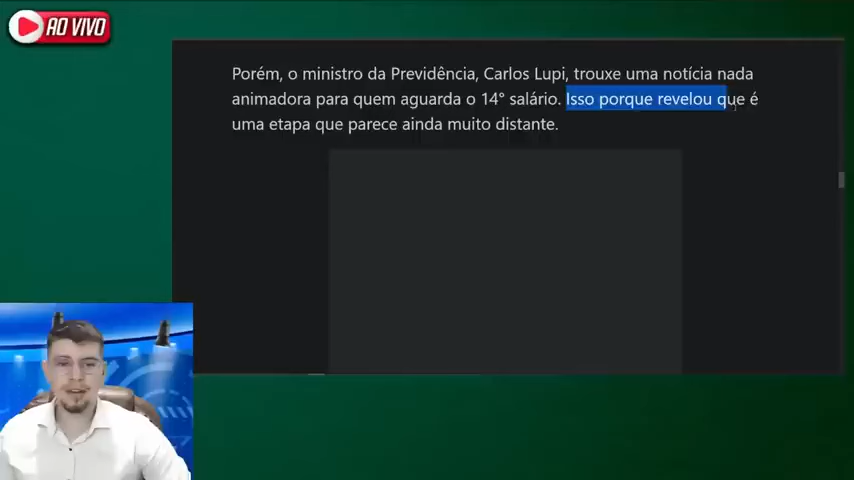 AO VIVO
Porém, o ministro da Previdência, Carlos Lupi, trouxe uma notícia nada
animadora para quem aguarda o 14° salário. Isso porque revelou que é
uma etapa que parece ainda muito distante.